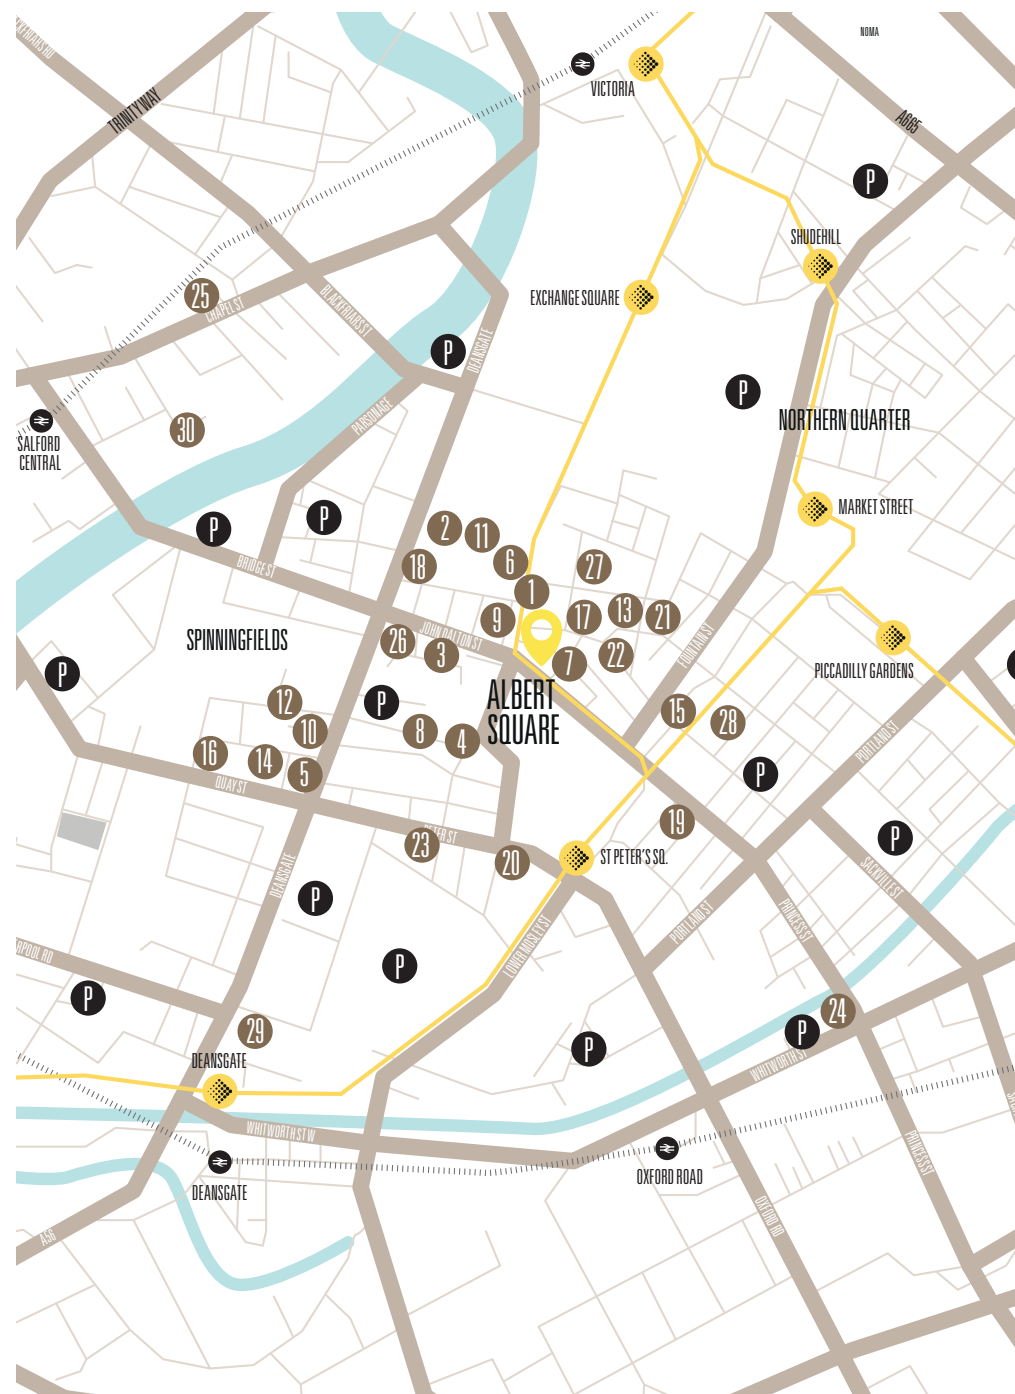 NOMA
BLACKFRIARS RD
VICTORIA
TRINITY WAY
A665
P
SHUDEHILL
EXCHANGE SQUARE
25
CHAPEL ST
BLACKFRIARS ST
DEANSGATE
P
P
PARSONAGE
NORTHERN QUARTER
30
SALFORD
CENTRAL
MARKET STREET
P
P
2
11
6
18
27
BRIDGE ST
1
9
17
13
21
SPINNINGFIELDS
26
JOHN DALTON ST
3
7
22
FOUNTAIN ST
PICCADILLY GARDENS
P
P
P
ALBERT
SQUARE
12
10
8
4
15
28
PORTLAND ST
16
14
5
QUAY ST
P
19
P
23
20
ST PETER'S SQ.
DEANSGATE
SACKVILLE ST
P
PORTLAND ST
PRINCESS ST
LOWER MOSLEY ST
P
P
24
P
29
P
WHITWORTH ST
DEANSGATE
WHITWORTH ST W
OXFORD ROAD
PRINCESS ST
DEANSGATE
OXFORD RD
A56